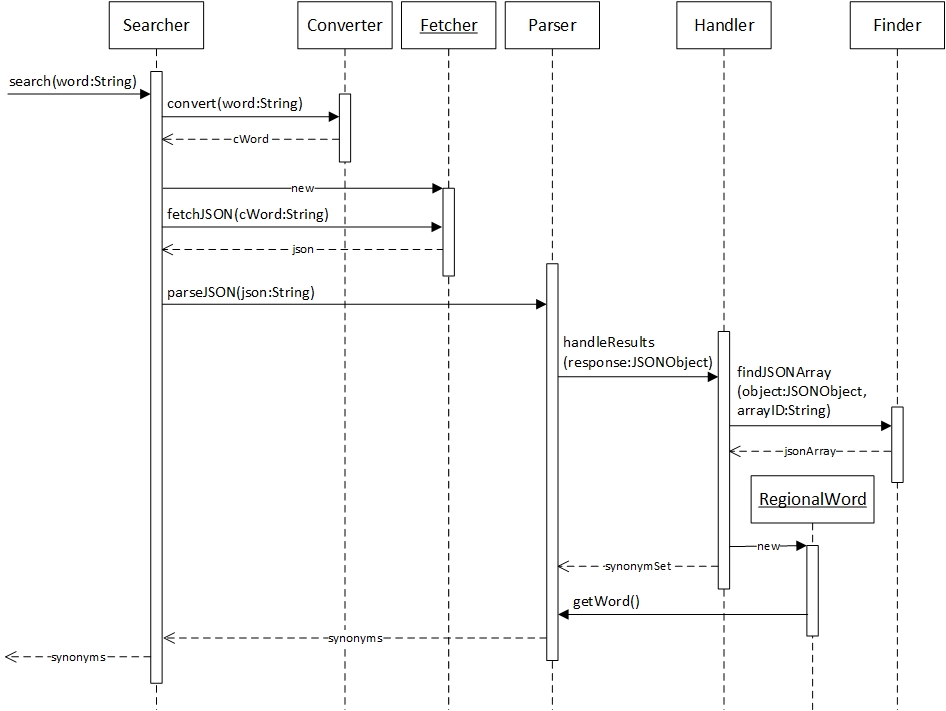 Searcher
Converter
Fetcher
Parser
Handler
Finder
search(word:String)
convert(word:String)
cWord
new
fetchJSON(cWord:String)
json
parseJSON(json:String)
handleResults
(response:JSONObject)
findJSONArray
(object:JSONObject,
arrayID:String)
jsonArray
RegionalWord
new
synonymSet
getWord()
synonyms
synonyms